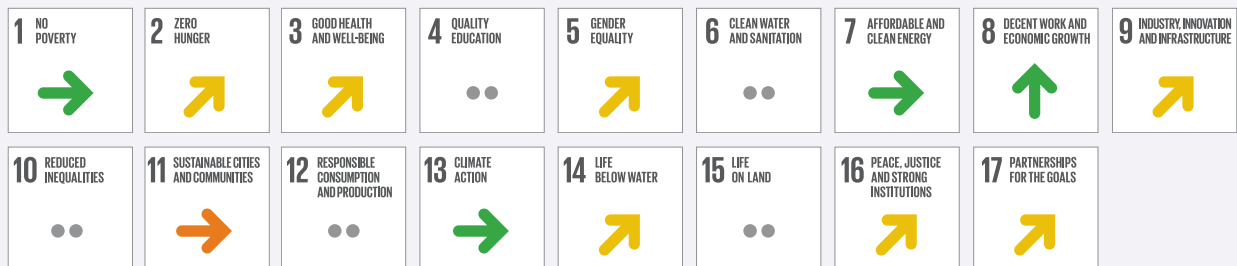 1 NO
POVERTY
2 ZERO
HUNGER
3 GOOD HEALTH
AND WELL-BEING
4 QUALITY
EDUCATION
5 GENDER
EQUALITY
6 CLEAN WATER
AND SANITATION
7 AFFORDABLE AND
CLEAN ENERGY
8 DECENT WORK AND
ECONOMIC GROWTH
9 INDUSTRY, INNOVATION
AND INFRASTRUCTURE
10 REDUCED
INEQUALITIES
11 SUSTAINABLE CITIES
AND COMMUNITIES
12 RESPONSIBLE
CONSUMPTION
AND PRODUCTION
13 CLIMATE
ACTION
14 LIFE
BELOW WATER
15 LIFE
ON LAND
16 PEACE, JUSTICE
AND STRONG
INSTITUTIONS
17 PARTNERSHIPS
FOR THE GOALS